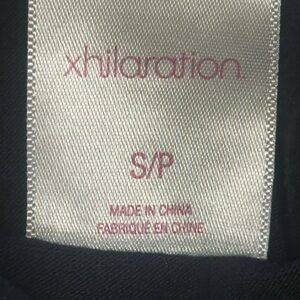 xhilaration.
S/P
MADE IN CHINA
FABRIQUÉ EN CHINE